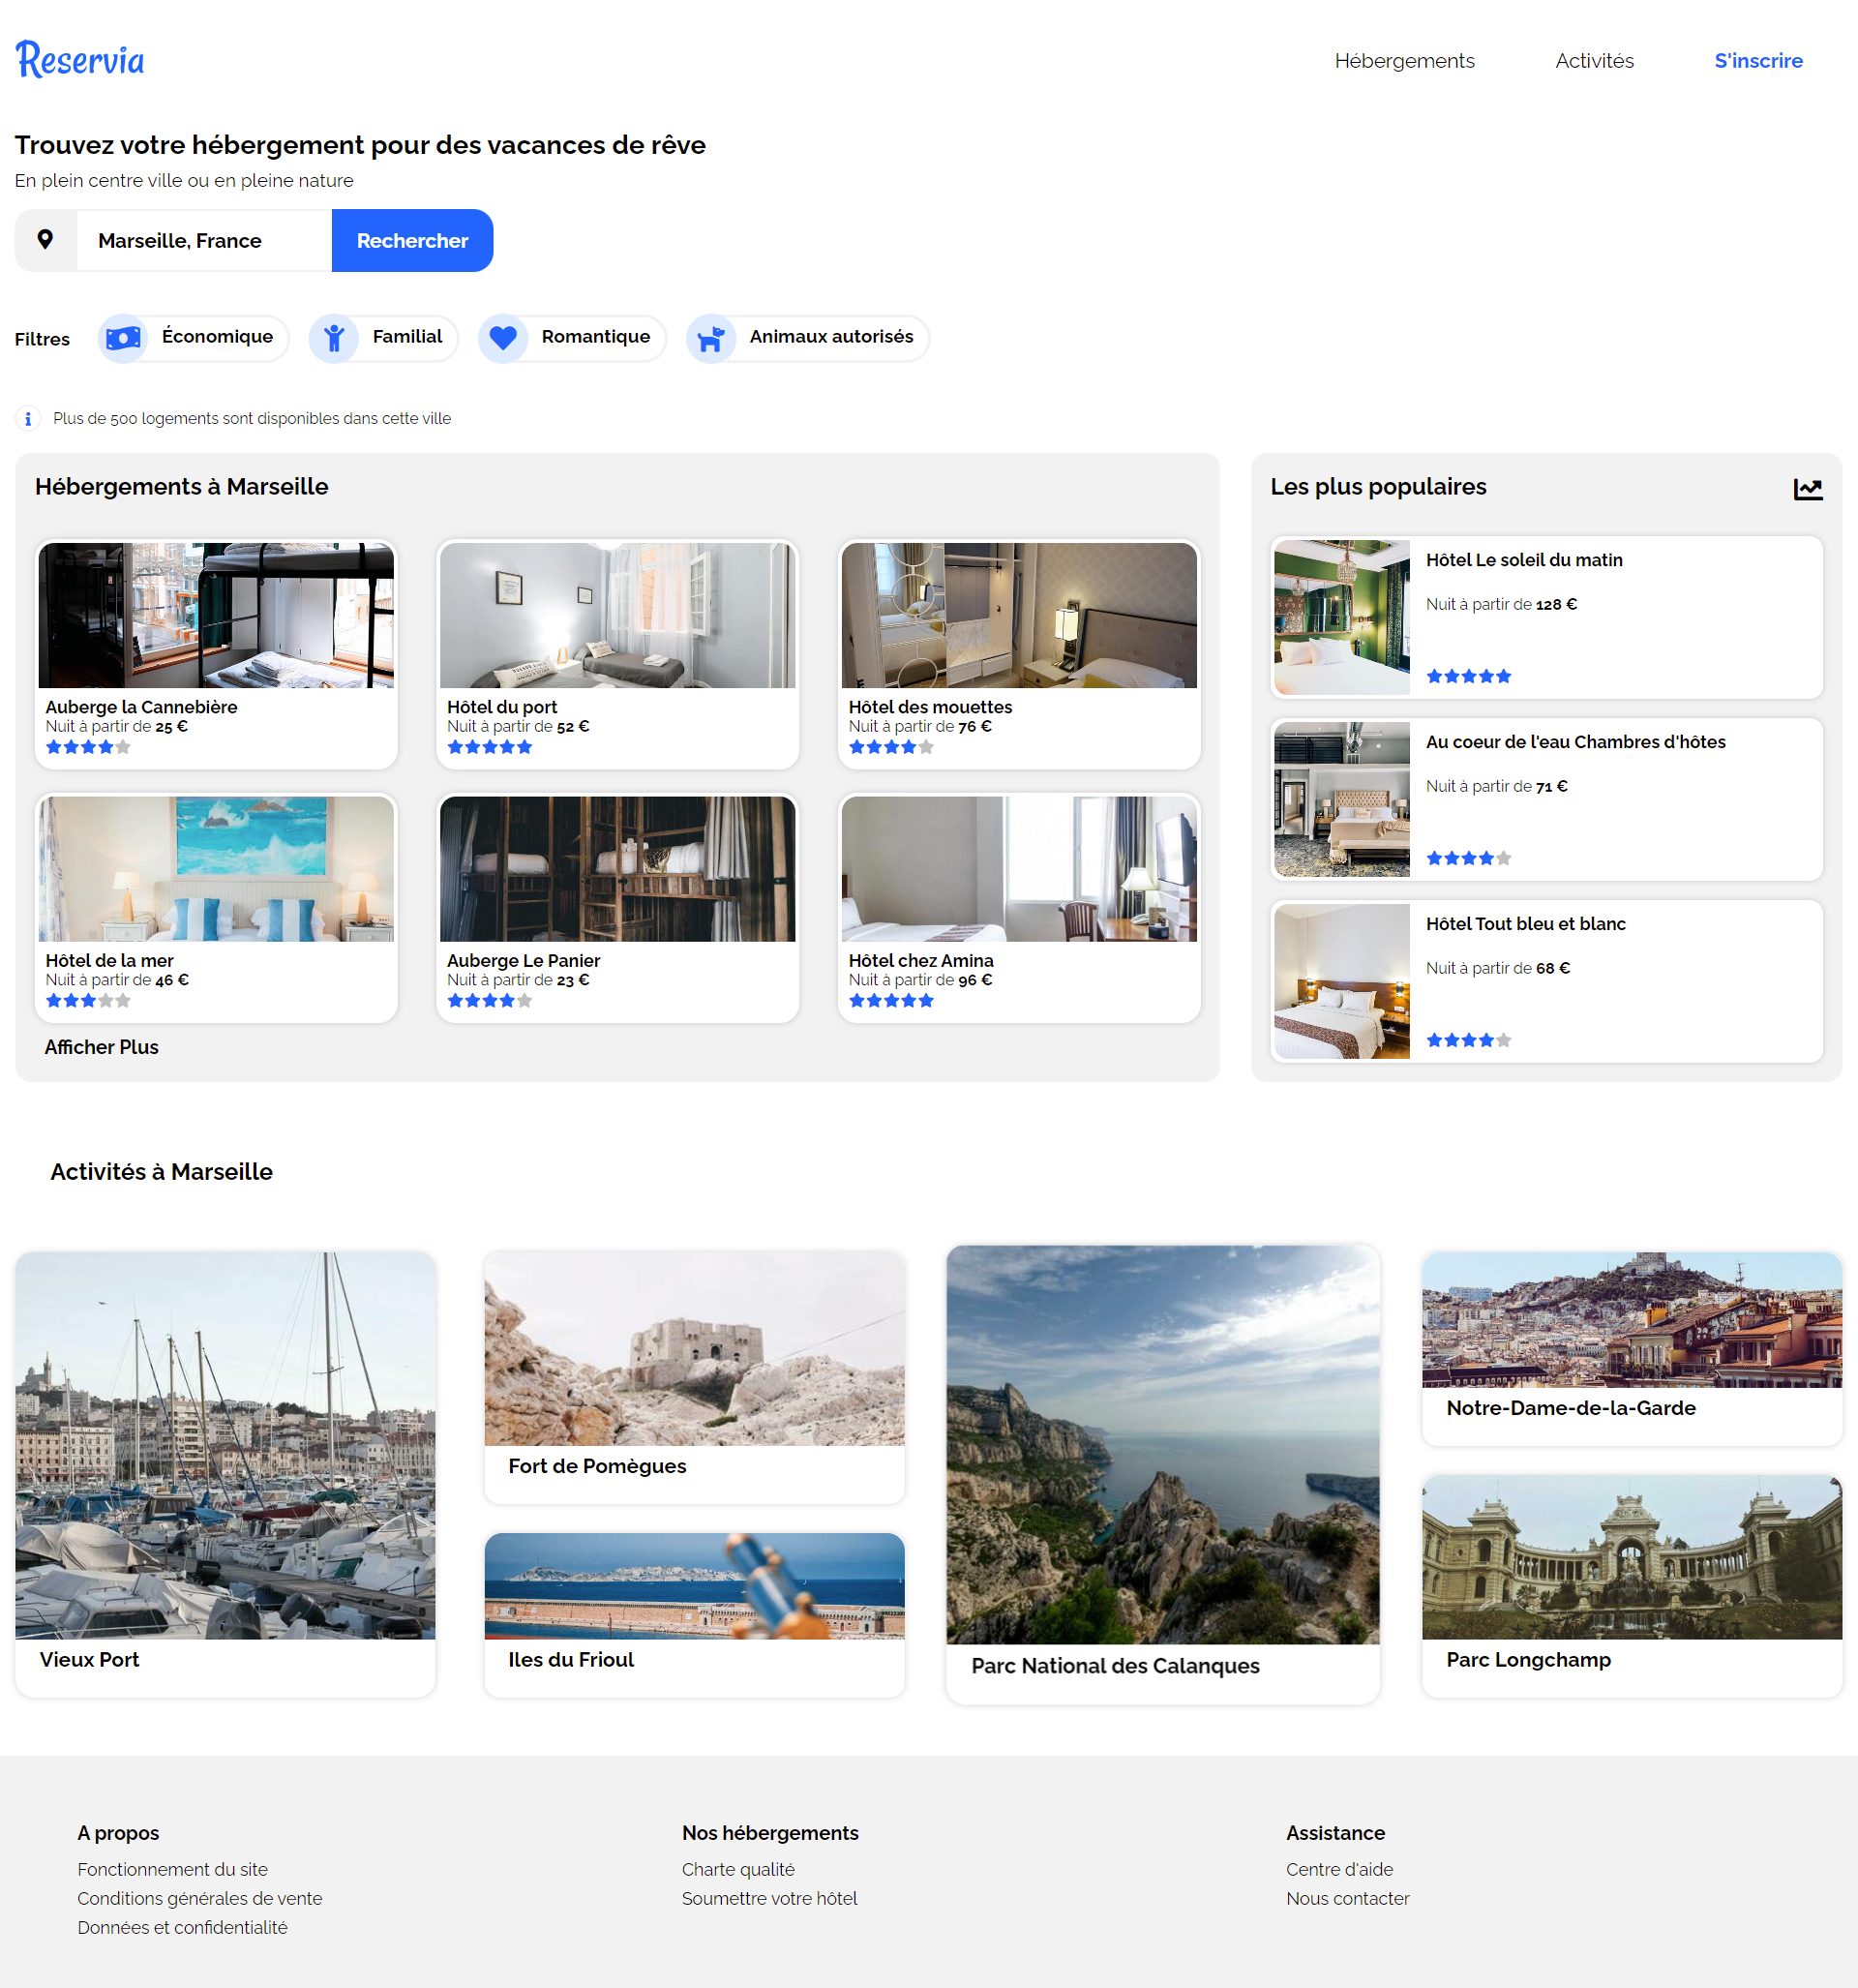 Reservia
Hébergements
Activités
S'inscrire
Trouvez votre hébergement pour des vacances de rêve
En plein centre ville ou en pleine nature
Marseille, France
Rechercher
Filtres
Économique
Familial
Romantique
Animaux autorisés
Plus de 500 logements sont disponibles dans cette ville
Hébergements à Marseille
Auberge la Cannebière
Nuit à partir de 25 €
Hôtel du port
Nuit à partir de 52 €
Hôtel des mouettes
Nuit à partir de 76 €
Hôtel de la mer
Nuit à partir de 46 €
Auberge Le Panier
Nuit à partir de 23 €
Hôtel chez Amina
Nuit à partir de 96 €
Afficher Plus
Les plus populaires
Hôtel Le soleil du matin
Nuit à partir de 128 €
Au coeur de l'eau Chambres d'hôtes
Nuit à partir de 71 €
Hôtel Tout bleu et blanc
Nuit à partir de 68 €
Activités à Marseille
Vieux Port
Fort de Pomègues
Iles du Frioul
Parc National des Calanques
Notre-Dame-de-la-Garde
Parc Longchamp
A propos
Fonctionnement du site
Conditions générales de vente
Données et confidentialité
Nos hébergements
Charte qualité
Soumettre votre hôtel
Assistance
Centre d'aide
Nous contacter